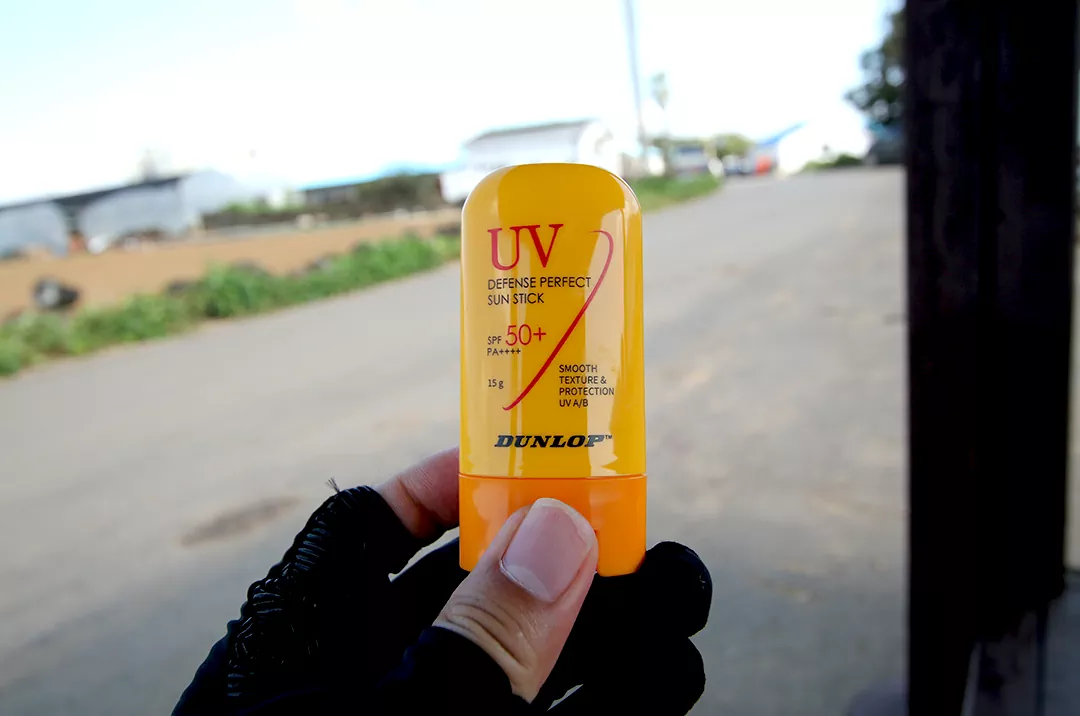 UV
DEFENSE PERFECT
SUN STICK
SPF 50+
PA++++
15 g
SMOOTH
TEXTURE &
PROTECTION
UV A/B
DUNLOP™